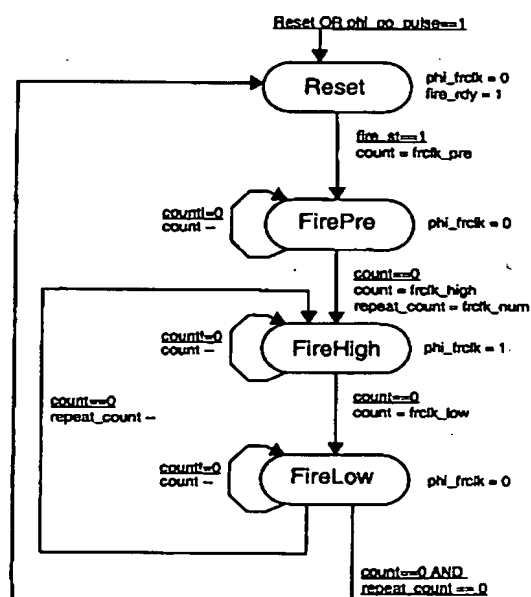 Reset OR phi_po_pulse==1
Reset
phi_frclk = 0
fire_rdy = 1
fire_st==1
count = frclk_pre
count!=0
count --
FirePre
phi_frclk = 0
count==0
count = frclk_high
repeat_count = frclk_num
count!=0
count --
FireHigh
phi_frclk = 1
count==0
repeat_count --
count==0
count = frclk_low
count!=0
count --
FireLow
phi_frclk = 0
count==0 AND
repeat_count == 0